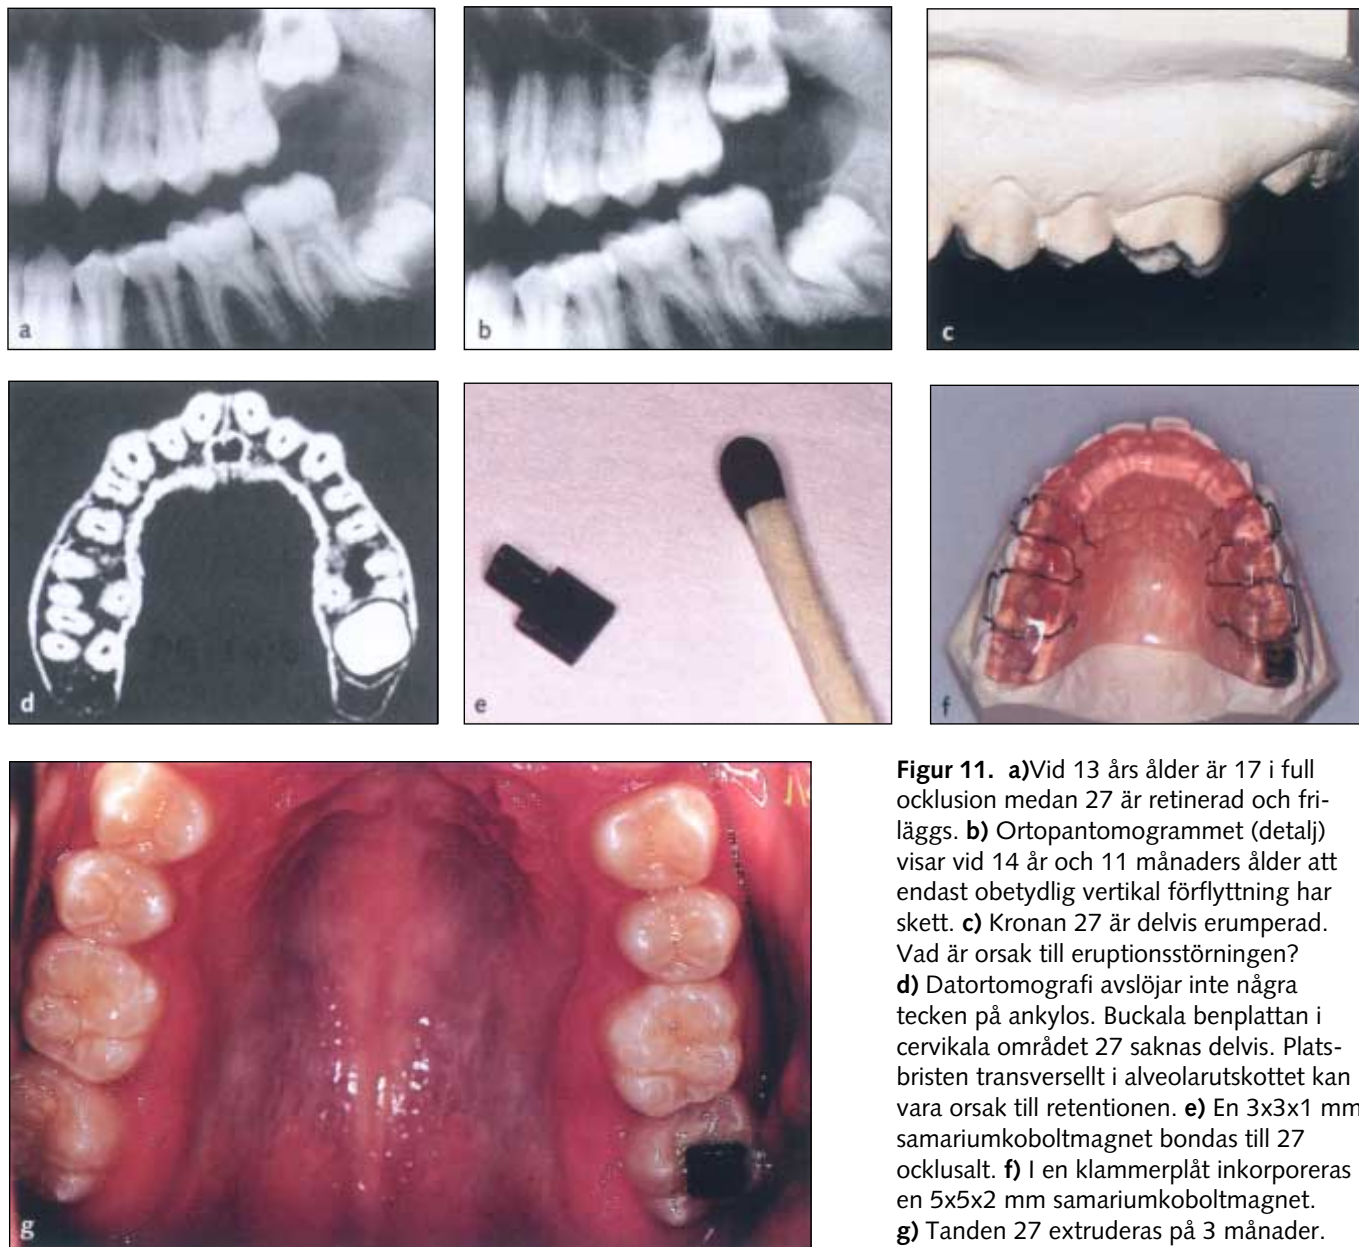 a
b
c
d
e
f
g
Figur 11. a)Vid 13 års ålder är 17 i full
ocklusion medan 27 är retinerad och fri-
läggs. b) Ortopantomogrammet (detalj)
visar vid 14 år och 11 månaders ålder att
endast obetydlig vertikal förflyttning har
skett. c) Kronan 27 är delvis erumperad.
Vad är orsak till eruptionsstörningen?
d) Datortomografi avslöjar inte några
tecken på ankylos. Buckala benplattan i
cervikala området 27 saknas delvis. Plats-
bristen transversellt i alveolarutskottet kan
vara orsak till retentionen. e) En 3x3x1 mm
samariumkoboltmagnet bondas till 27
ocklusalt. f) I en klammerplåt inkorporeras
en 5x5x2 mm samariumkoboltmagnet.
g) Tanden 27 extruderas på 3 månader.